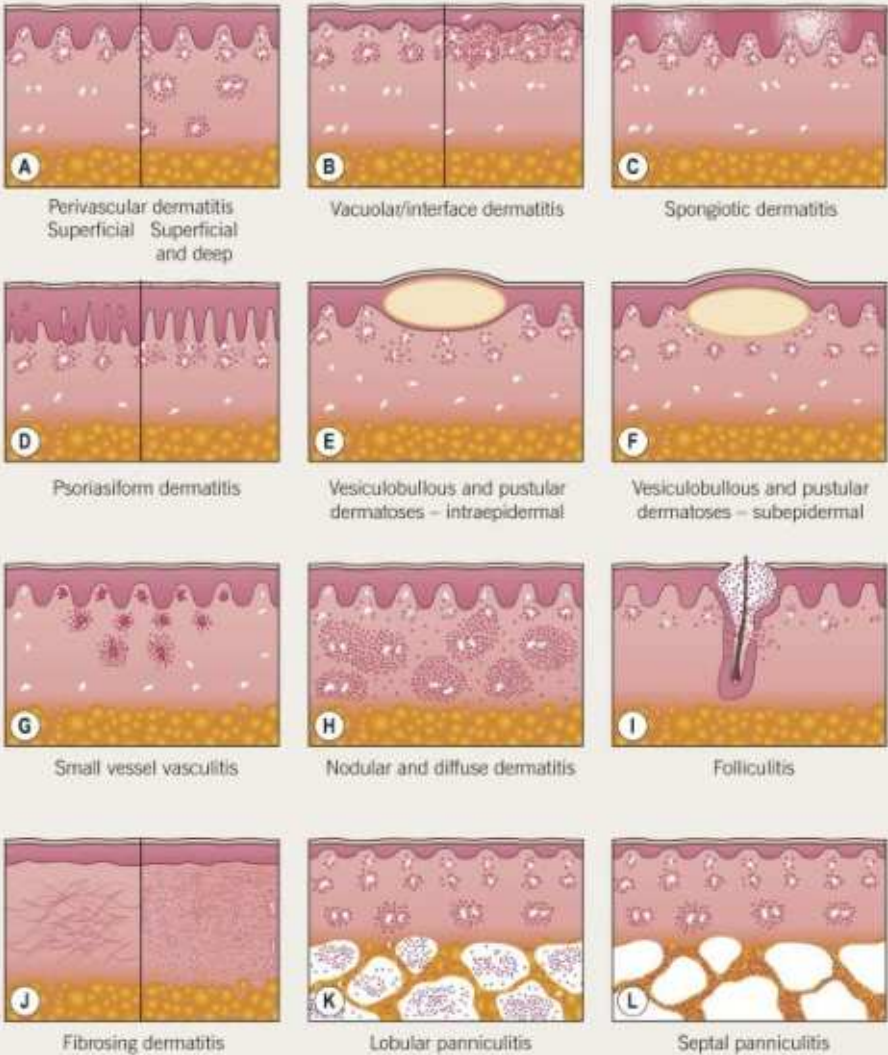 A
B
C
Perivascular dermatitis
Superficial Superficial
and deep
Vacuolar/interface dermatitis
Spongiotic dermatitis
D
E
F
Psoriasiform dermatitis
Vesiculobullous and pustular
dermatoses – intraepidermal
Vesiculobullous and pustular
dermatoses – subepidermal
G
H
I
Small vessel vasculitis
Nodular and diffuse dermatitis
Folliculitis
J
K
L
Fibrosing dermatitis
Lobular panniculitis
Septal panniculitis